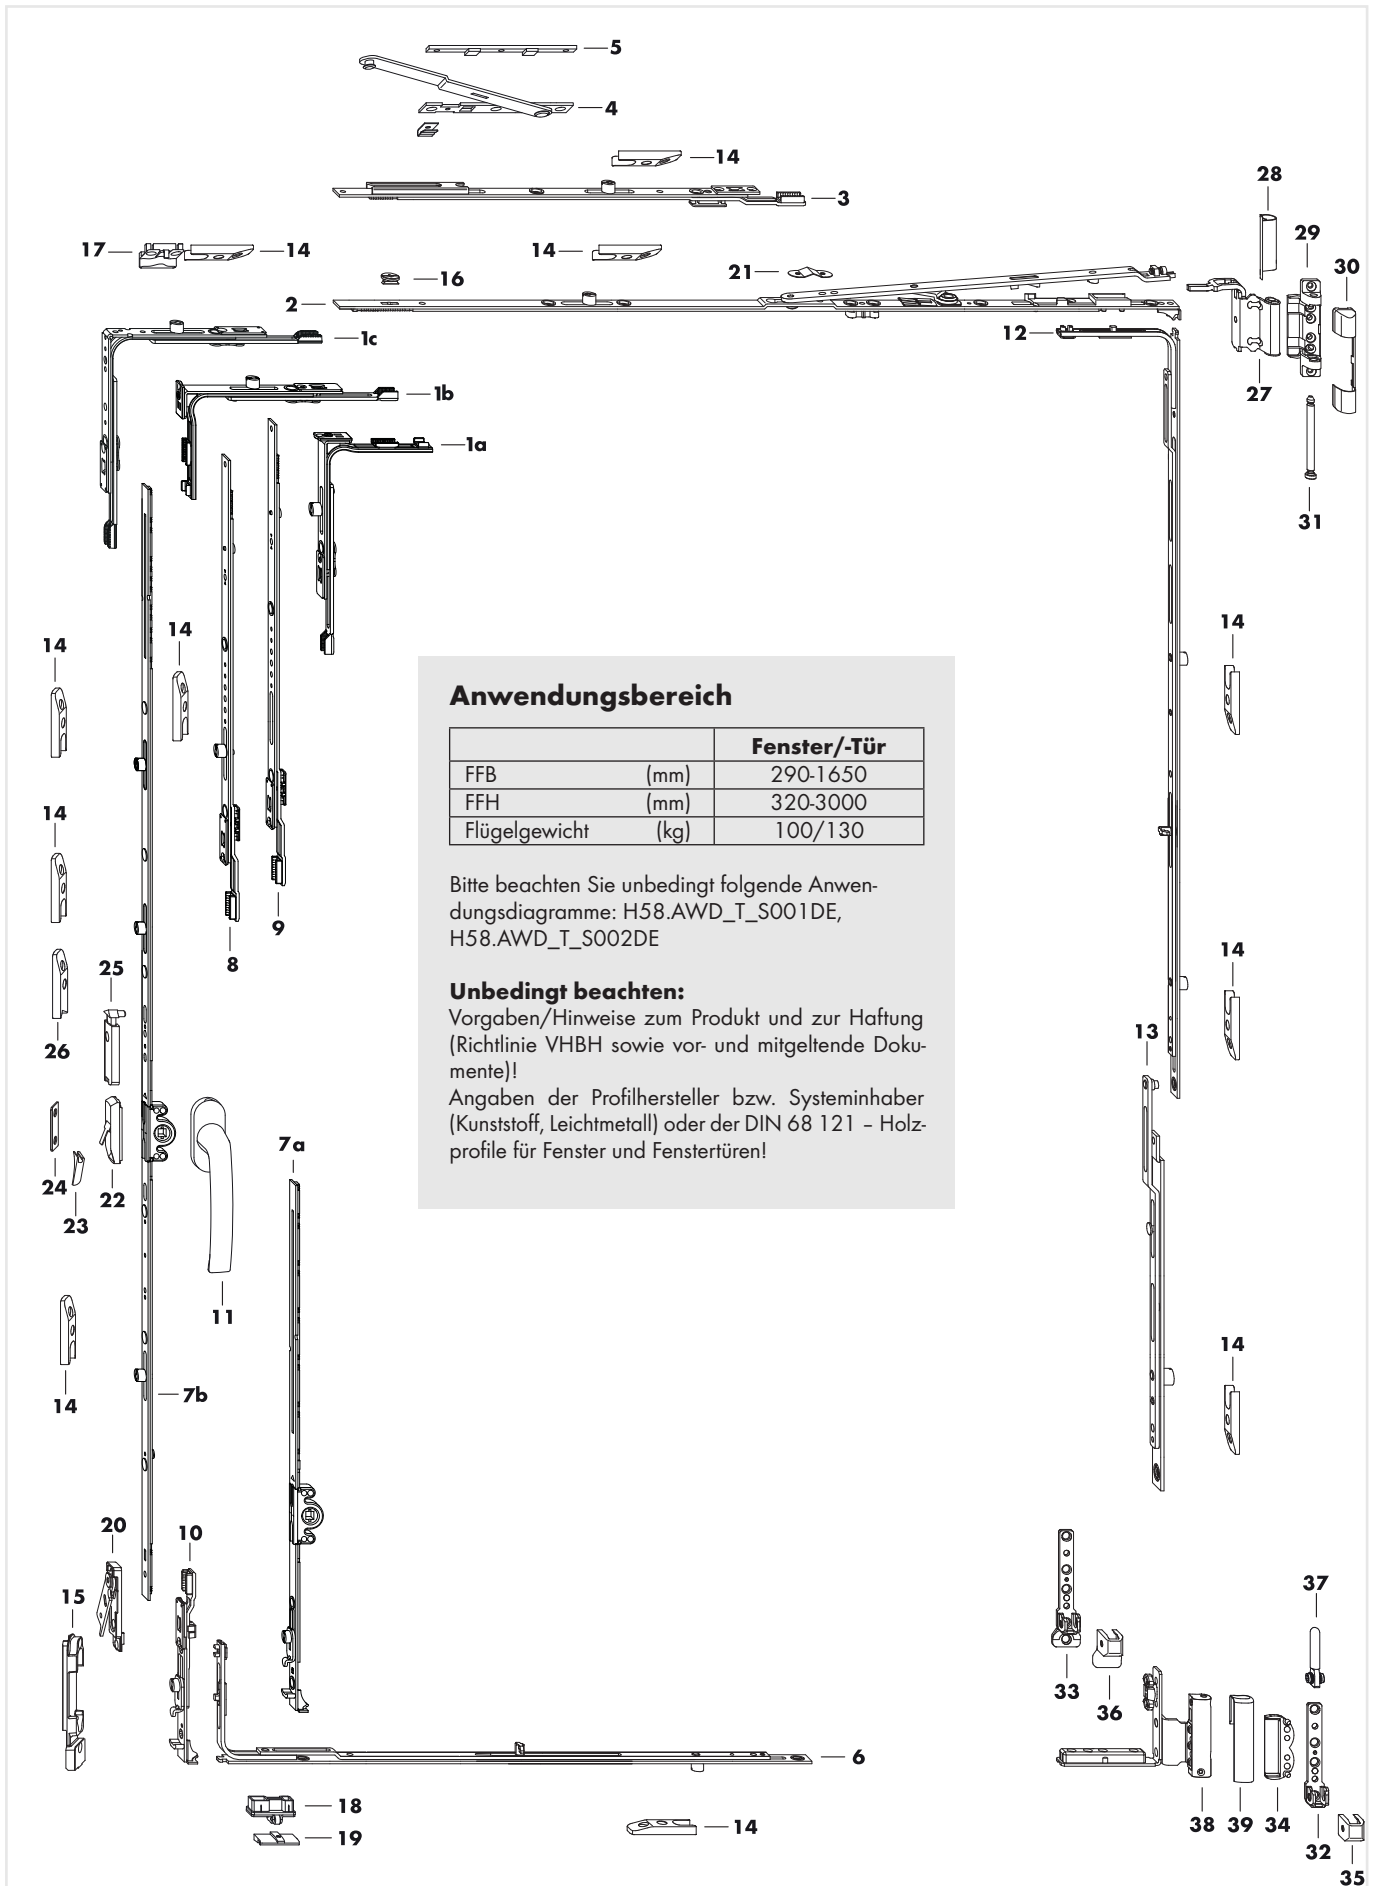 5
4
14
3
28
17
14
14
21
29
30
16
2
1c
12
27
1b
1a
31
14
14
14
Anwendungsbereich
Fenster/-Tür
FFB (mm) 290-1650
FFH (mm) 320-3000
Flügelgewicht (kg) 100/130
14
Bitte beachten Sie unbedingt folgende Anwen-
dungsdiagramme: H58.AWD_T_S001DE,
H58.AWD_T_S002DE
9
8
25
14
Unbedingt beachten:
Vorgaben/Hinweise zum Produkt und zur Haftung
(Richtlinie VHBH sowie vor- und mitgeltende Doku-
mente)!
Angaben der Profilhersteller bzw. Systeminhaber
(Kunststoff, Leichtmetall) oder der DIN 68 121 – Holz-
profile für Fenster und Fenstertüren!
26
13
7a
24
22
23
11
14
14
7b
20
10
15
37
33
36
6
18
14
19
38
39
34
32
35